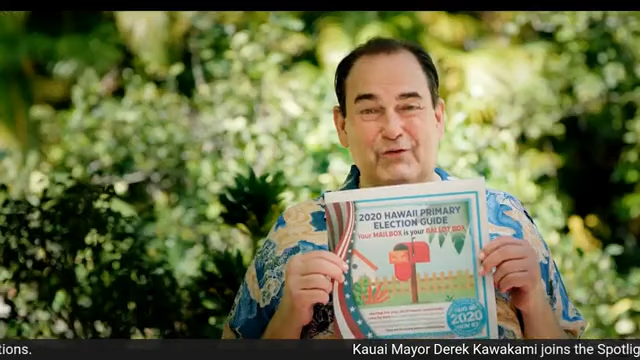 2020 HAWAII PRIMARY
ELECTION GUIDE
Your MAILBOX is your BALLOT BOX
2020
tions.
Kauai Mayor Derek Kawakami joins the Spotlig